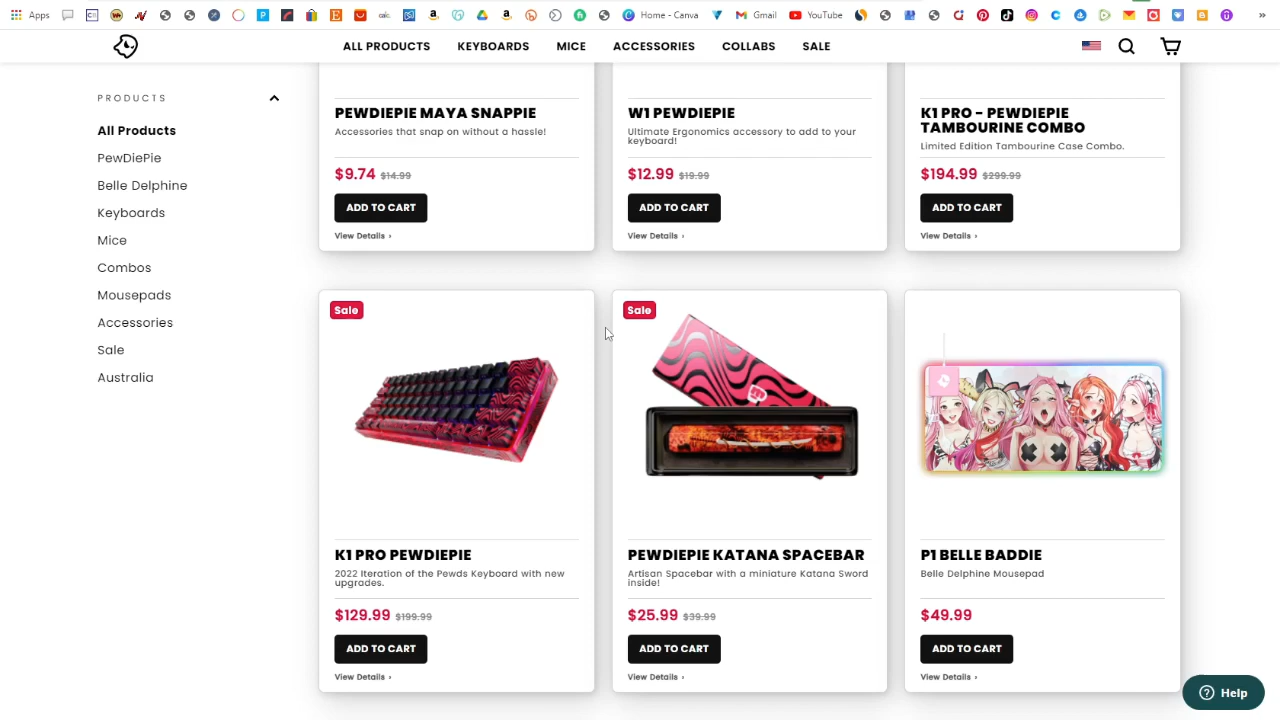 Apps
Home - Canva
Gmail
YouTube
»
ALL PRODUCTS
KEYBOARDS
MICE
ACCESSORIES
COLLABS
SALE
PRODUCTS
All Products
PewDiePie
Belle Delphine
Keyboards
Mice
Combos
Mousepads
Accessories
Sale
Australia
PEWDIEPIE MAYA SNAPPIE
Accessories that snap on without a hassle!
$9.74 $14.99
ADD TO CART
View Details ›
W1 PEWDIEPIE
Ultimate Ergonomics accessory to add to your
keyboard!
$12.99 $19.99
ADD TO CART
View Details ›
K1 PRO - PEWDIEPIE
TAMBOURINE COMBO
Limited Edition Tambourine Case Combo.
$194.99 $299.99
ADD TO CART
View Details ›
Sale
K1 PRO PEWDIEPIE
2022 Iteration of the Pewds Keyboard with new
upgrades.
$129.99 $199.99
ADD TO CART
View Details ›
Sale
PEWDIEPIE KATANA SPACEBAR
Artisan Spacebar with a miniature Katana Sword
inside!
$25.99 $39.99
ADD TO CART
View Details ›
P1 BELLE BADDIE
Belle Delphine Mousepad
$49.99
ADD TO CART
View Details ›
Help